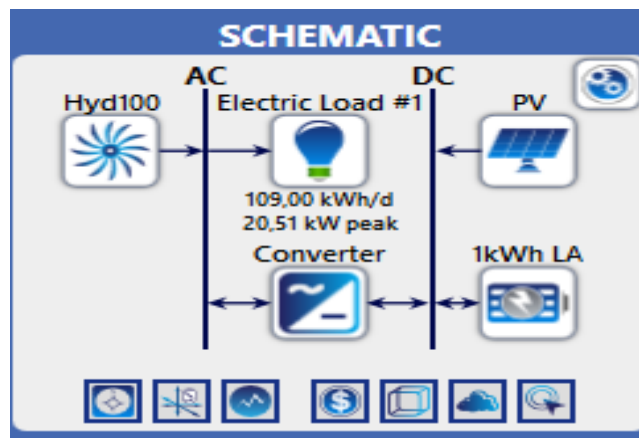 SCHEMATIC
AC
DC
Hyd100
Electric Load #1
PV
109,00 kWh/d
20,51 kW peak
Converter
1kWh LA